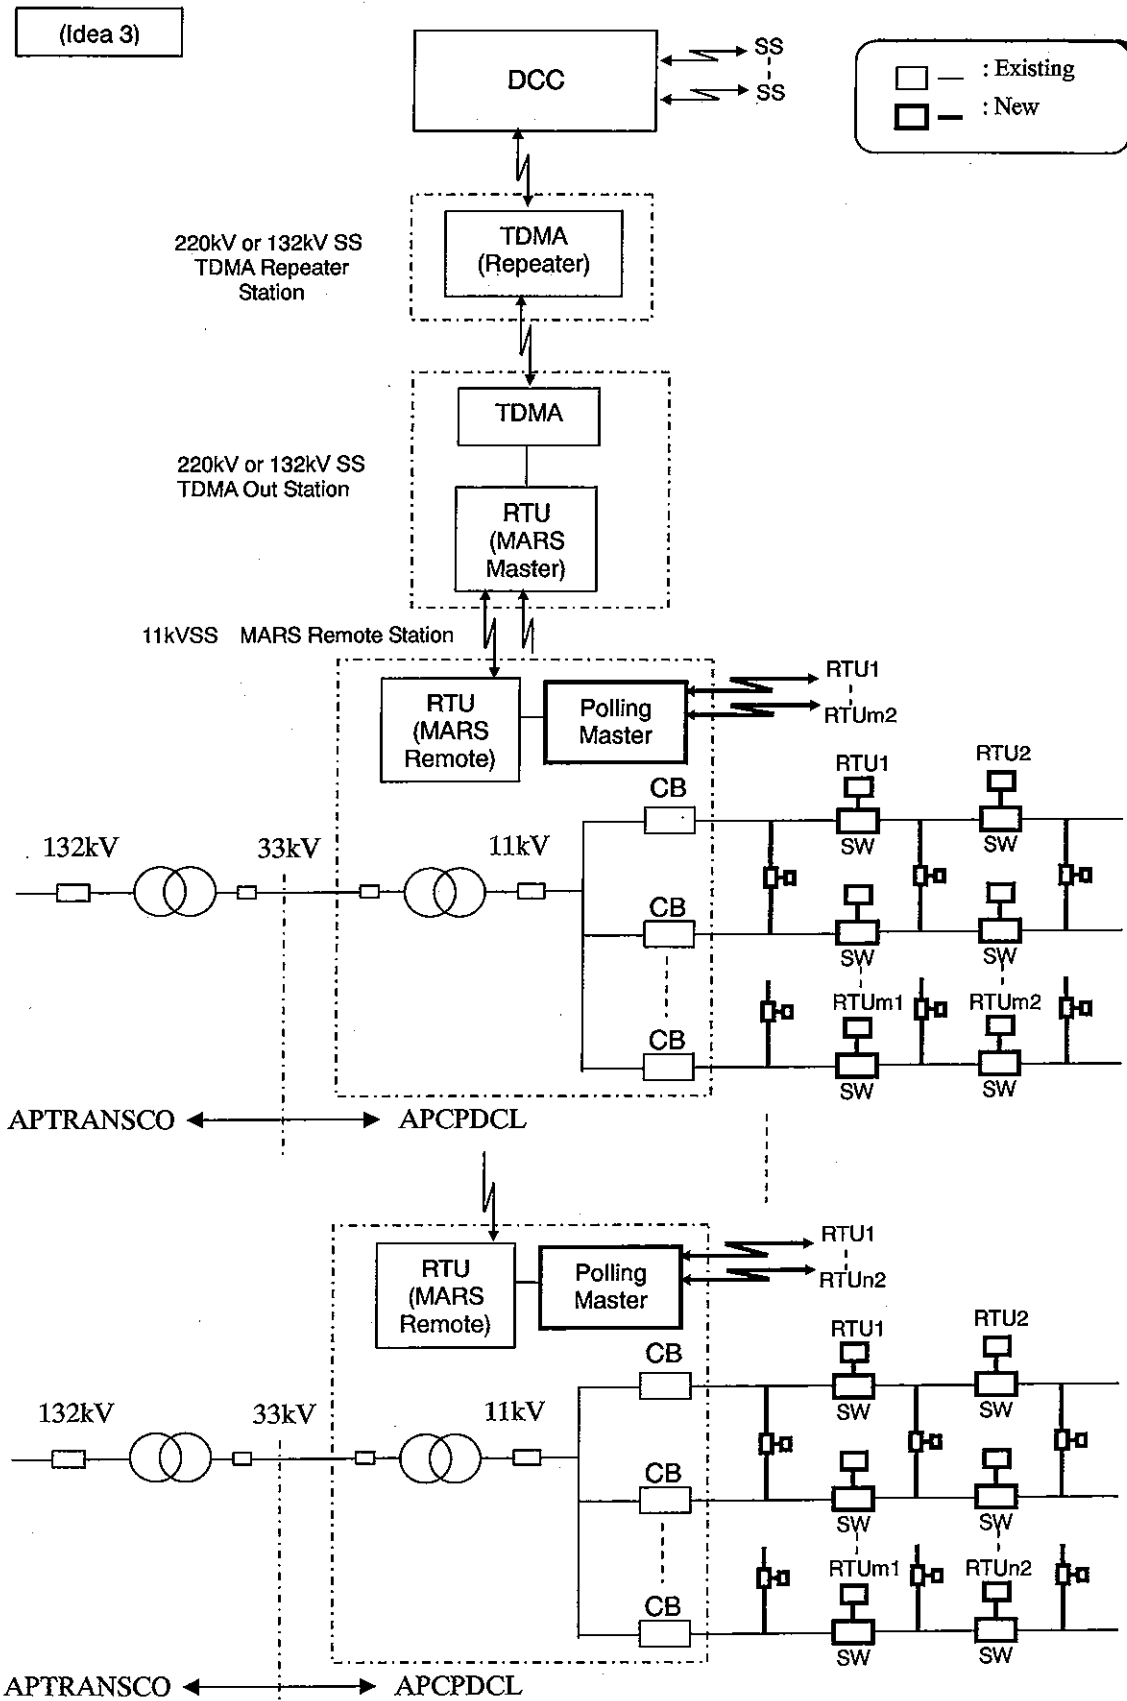 (Idea 3)
DCC
SS
SS
: Existing
: New
220kV or 132kV SS
TDMA Repeater
Station
TDMA
(Repeater)
TDMA
220kV or 132kV SS
TDMA Out Station
RTU
(MARS
Master)
11kVSS MARS Remote Station
RTU
(MARS
Remote)
Polling
Master
RTU1
RTUm2
CB
RTU1
RTU2
SW
SW
132kV
33kV
11kV
CB
SW
SW
CB
RTUm1
RTUm2
SW
SW
APTRANSCO
APCPDCL
RTU
(MARS
Remote)
Polling
Master
RTU1
RTUn2
CB
RTU1
RTU2
SW
SW
132kV
33kV
11kV
CB
SW
SW
CB
RTUm1
RTUn2
SW
SW
APTRANSCO
APCPDCL